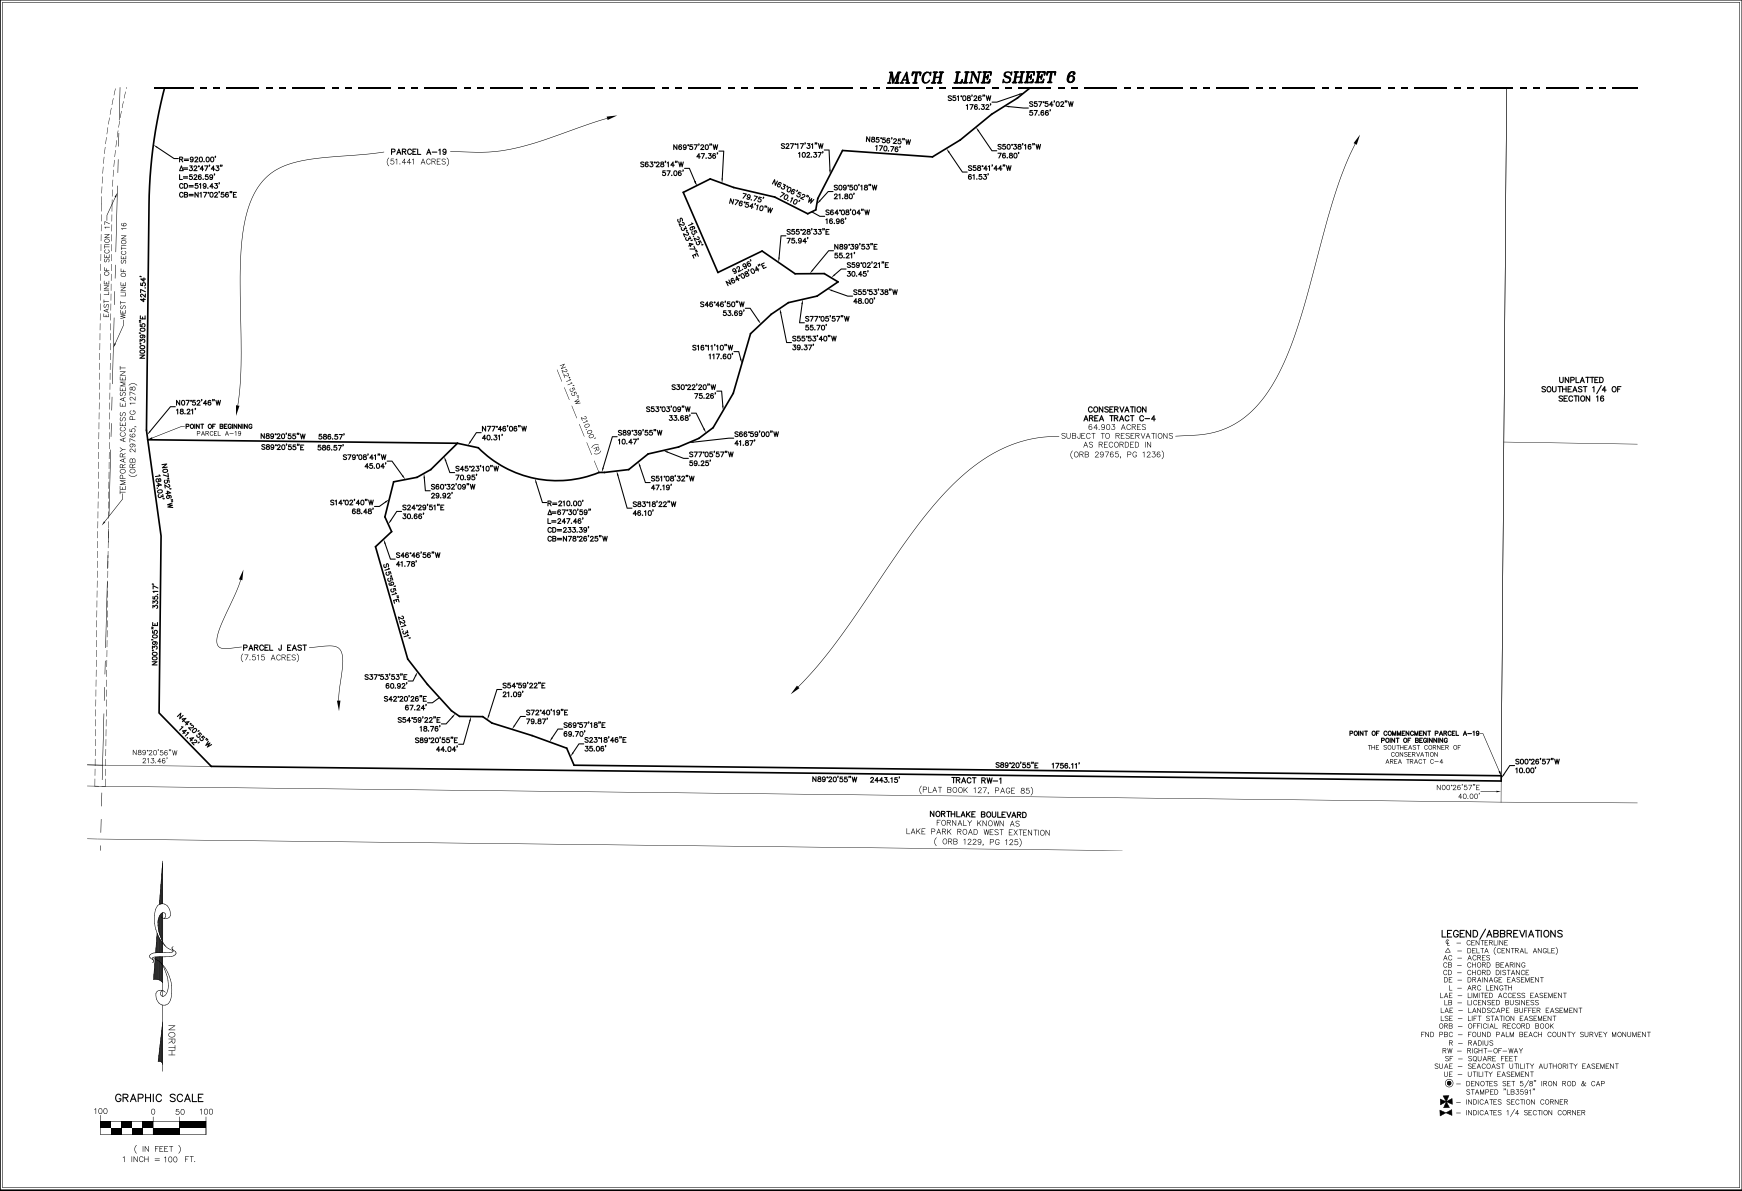 MATCH LINE SHEET 6
S51°08'26"W
176.32'
S57°54'02"W
57.66'
S50°38'16"W
76.80'
S58°41'44"W
61.53'
N85°56'25"W
170.76'
S27°17'31"W
102.37'
S09°50'18"W
21.80'
S64°08'04"W
16.96'
N63°06'52"W
70.10'
79.75'
N76°54'10"W
N69°57'20"W
47.36'
S63°28'14"W
57.06'
165.25'
S23°23'47"E
92.96'
N64°08'04"E
S55°28'33"E
75.94'
N89°39'53"E
55.21'
S59°02'21"E
30.45'
S55°53'38"W
48.00'
S77°05'57"W
55.70'
S55°53'40"W
39.37'
S46°46'50"W
53.69'
S16°11'10"W
117.60'
S30°22'20"W
75.26'
S53°03'09"W
33.68'
S66°59'00"W
41.87'
S77°05'57"W
59.25'
S51°08'32"W
47.19'
S83°18'22"W
46.10'
S89°39'55"W
10.47'
N22°11'55"W 210.00' (R)
PARCEL A-19
(51.441 ACRES)
R=920.00'
Δ=32°47'43"
L=526.59'
CD=519.43'
CB=N17°02'56"E
EAST LINE OF SECTION 17
WEST LINE OF SECTION 16
N00°39'05"E 427.54'
TEMPORARY ACCESS EASEMENT
(ORB 29765, PG 1278)
N07°52'46"W
18.21'
POINT OF BEGINNING
PARCEL A-19
N89°20'55"W 586.57'
S89°20'55"E 586.57'
N77°46'06"W
40.31'
S79°08'41"W
45.04'
S45°23'10"W
70.95'
S60°32'09"W
29.92'
S14°02'40"W
68.48'
S24°29'51"E
30.66'
S46°46'56"W
41.78'
R=210.00'
Δ=67°30'59"
L=247.46'
CD=233.39'
CB=N78°26'25"W
N07°52'46"W
184.03'
S15°59'51"E 221.31'
N00°39'05"E 335.17'
PARCEL J EAST
(7.515 ACRES)
S37°53'53"E
60.92'
S42°20'26"E
67.24'
S54°59'22"E
18.76'
S89°20'55"E
44.04'
S54°59'22"E
21.09'
S72°40'19"E
79.87'
S69°57'18"E
69.70'
S23°18'46"E
35.06'
N44°20'55"W
141.42'
N89°20'56"W
213.46'
CONSERVATION
AREA TRACT C-4
64.903 ACRES
SUBJECT TO RESERVATIONS
AS RECORDED IN
(ORB 29765, PG 1236)
UNPLATTED
SOUTHEAST 1/4 OF
SECTION 16
POINT OF COMMENCMENT PARCEL A-19
POINT OF BEGINNING
THE SOUTHEAST CORNER OF
CONSERVATION
AREA TRACT C-4
S00°26'57"W
10.00'
N00°26'57"E
40.00'
S89°20'55"E 1756.11'
N89°20'55"W 2443.15'
TRACT RW-1
(PLAT BOOK 127, PAGE 85)
NORTHLAKE BOULEVARD
FORNALY KNOWN AS
LAKE PARK ROAD WEST EXTENTION
( ORB 1229, PG 125)
NORTH
GRAPHIC SCALE
100 0 50 100
( IN FEET )
1 INCH = 100 FT.
LEGEND/ABBREVIATIONS
℄ - CENTERLINE
△ - DELTA (CENTRAL ANGLE)
AC - ACRES
CB - CHORD BEARING
CD - CHORD DISTANCE
DE - DRAINAGE EASEMENT
L - ARC LENGTH
LAE - LIMITED ACCESS EASEMENT
LB - LICENSED BUSINESS
LAE - LANDSCAPE BUFFER EASEMENT
LSE - LIFT STATION EASEMENT
ORB - OFFICIAL RECORD BOOK
FND PBC - FOUND PALM BEACH COUNTY SURVEY MONUMENT
R - RADIUS
RW - RIGHT-OF-WAY
SF - SQUARE FEET
SUAE - SEACOAST UTILITY AUTHORITY EASEMENT
UE - UTILITY EASEMENT
- DENOTES SET 5/8" IRON ROD & CAP
STAMPED "LB3591"
- INDICATES SECTION CORNER
- INDICATES 1/4 SECTION CORNER